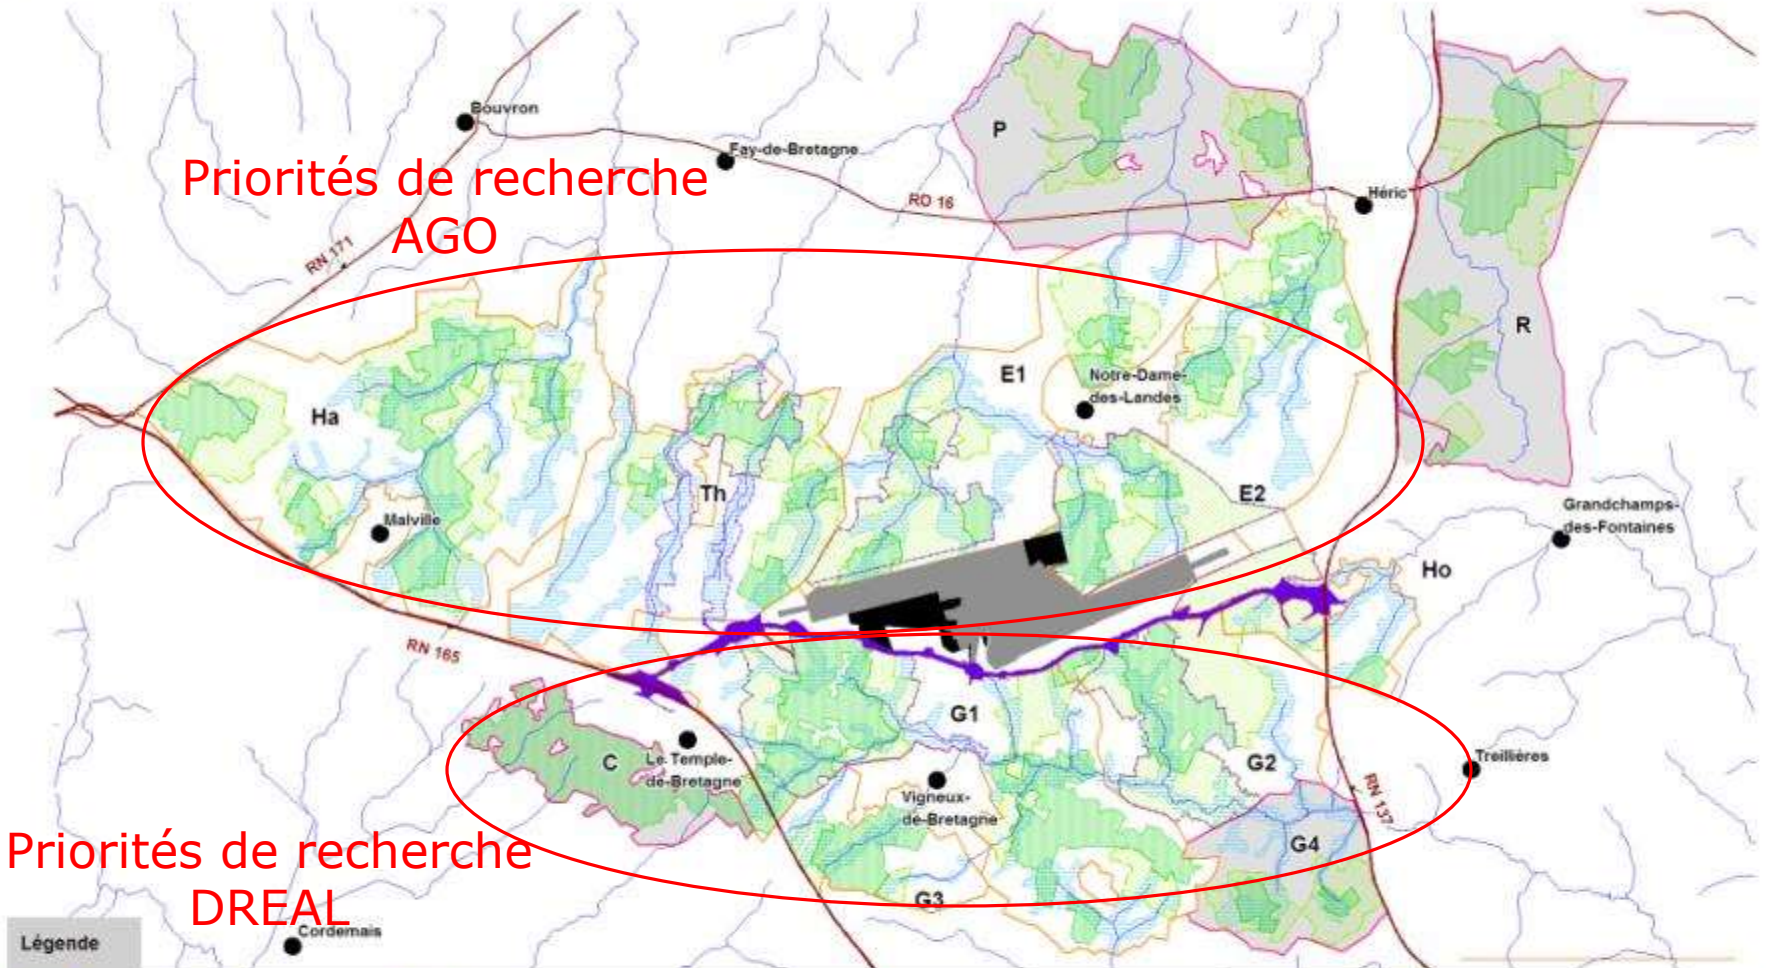 Bouvron
Fay-de-Bretagne
P
Priorités de recherche
AGO
RD 16
Héric
RN 171
R
E1
Notre-Dame-
des-Landes
Ha
Th
E2
Malville
Grandchamps-
des-Fontaines
Ho
RN 165
G1
C
Le Temple-
de-Bretagne
G2
Treillières
Vigneux-
de-Bretagne
RN 137
G4
Priorités de recherche
DREAL
G3
Cordemais
Légende